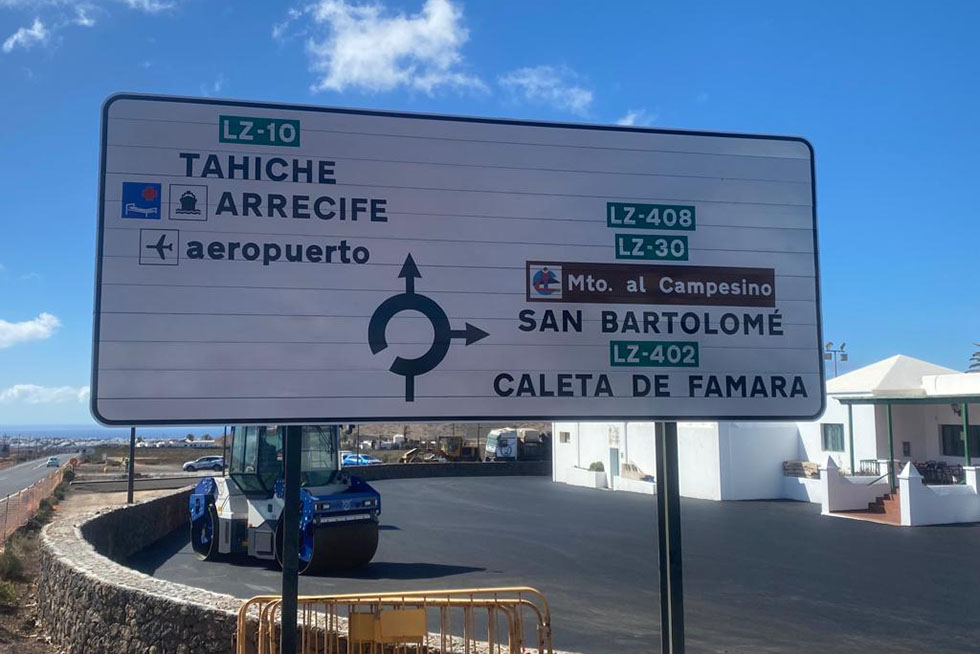 LZ-10
TAHICHE
ARRECIFE
aeropuerto
LZ-408
LZ-30
Mto. al Campesino
SAN BARTOLOMÉ
LZ-402
CALETA DE FAMARA